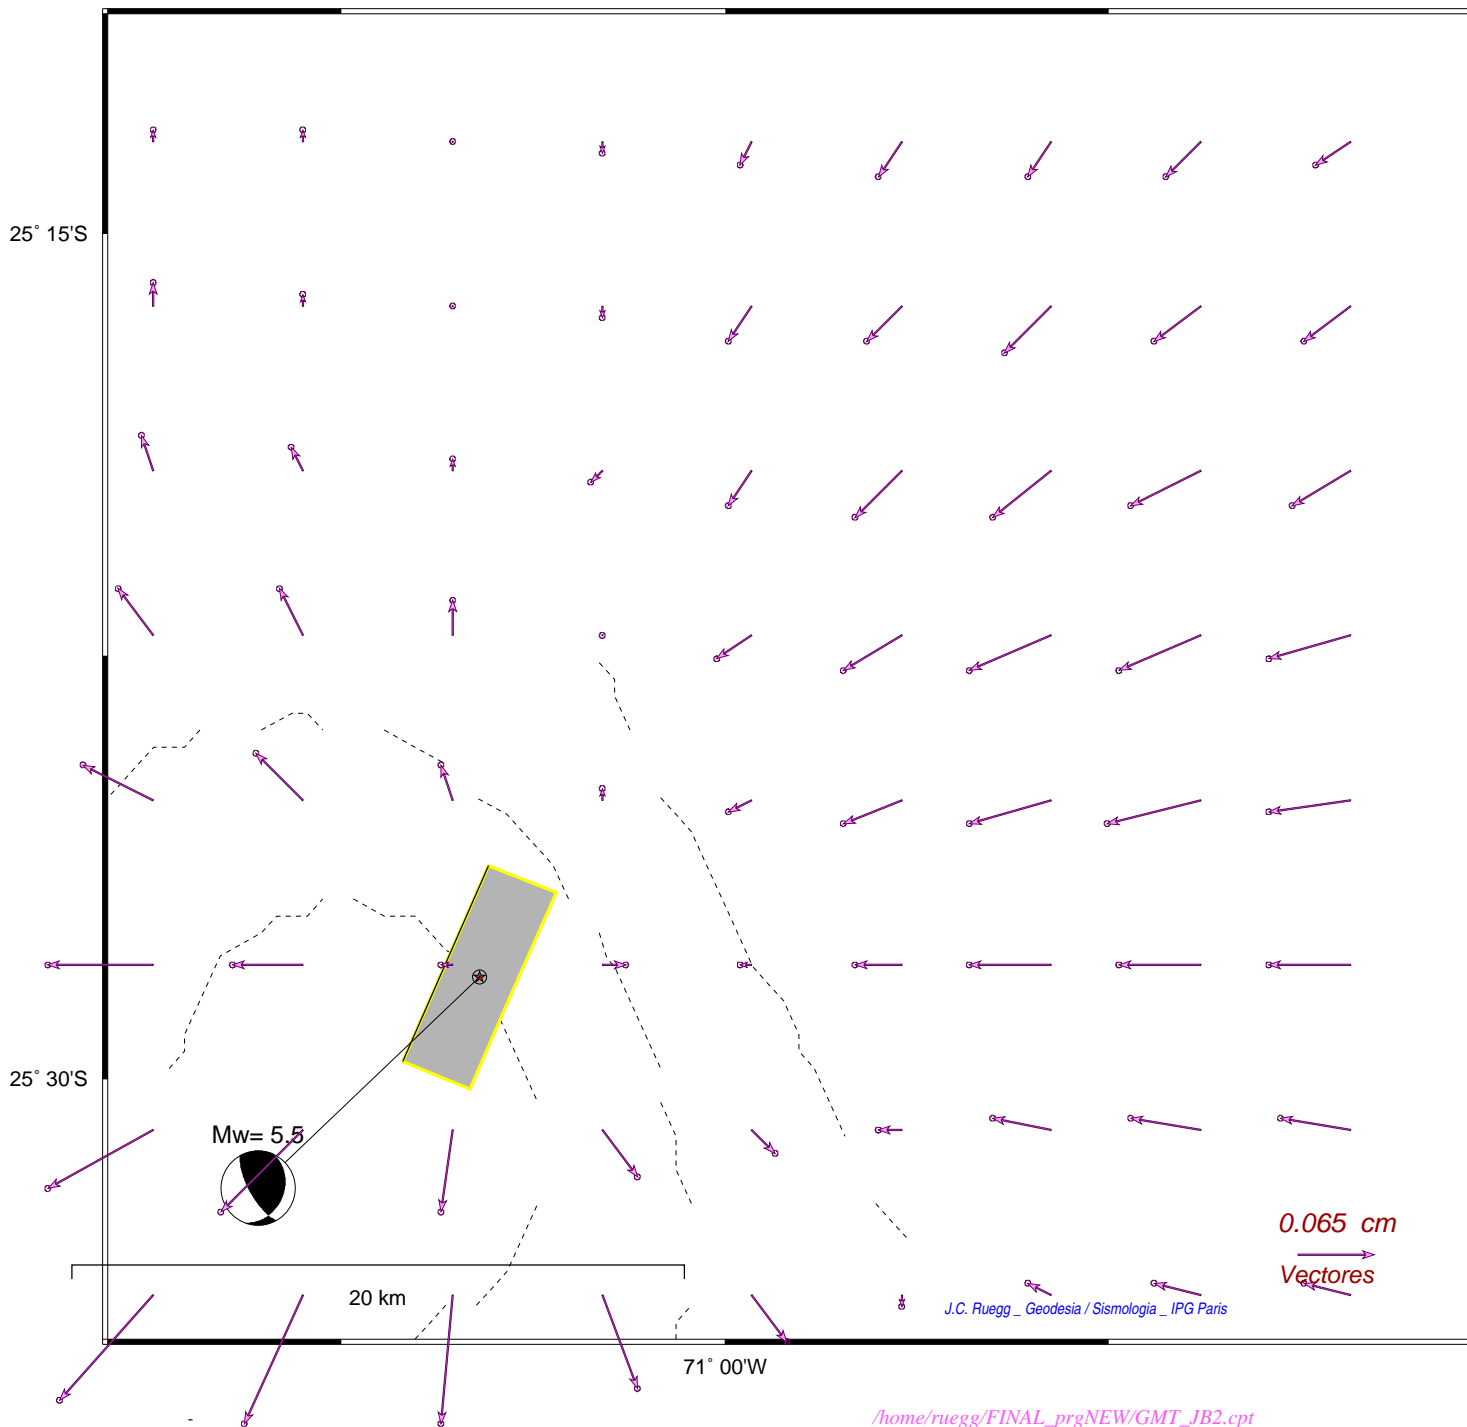 25° 15'S
25° 30'S
Mw= 5.5
0.065 cm
Vectores
20 km
J.C. Ruegg _ Geodesia / Sismologia _ IPG Paris
71° 00'W
/home/ruegg/FINAL_prgNEW/GMT_JB2.cpt